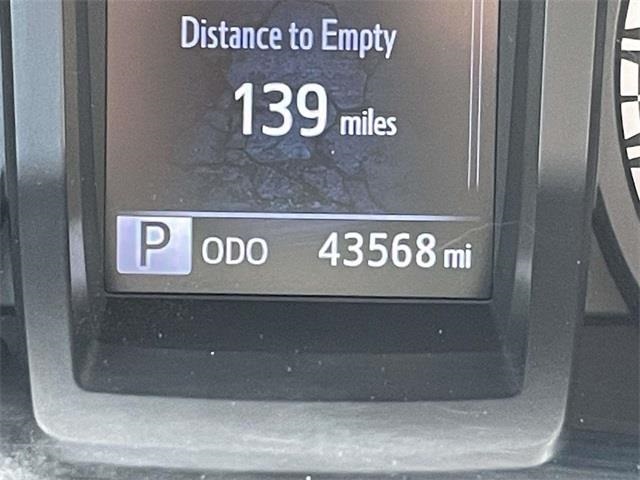 Distance to Empty
139 miles
P ODO 43568 mi